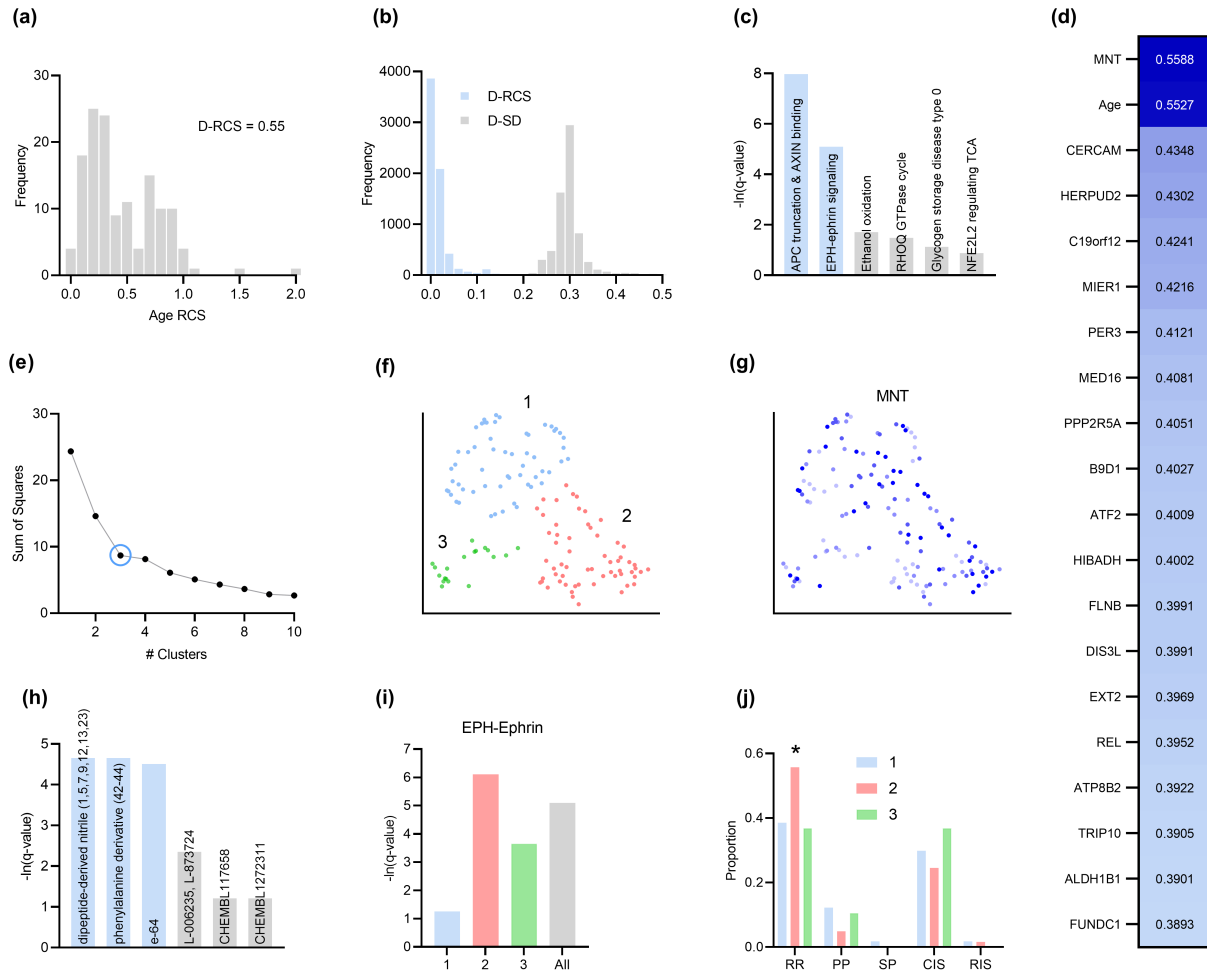 (a)
30
20
10
0
Frequency
D-RCS = 0.55
0.0 0.5 1.0 1.5 2.0
Age RCS
(b)
4000
3000
2000
1000
0
Frequency
D-RCS
D-SD
0.0 0.1 0.2 0.3 0.4 0.5
(c)
8
6
4
2
0
-ln(q-value)
APC truncation & AXIN binding
EPH-ephrin signaling
Ethanol oxidation
RHOQ GTPase cycle
Glycogen storage disease type 0
NFE2L2 regulating TCA
(d)
MNT 0.5588
Age 0.5527
CERCAM 0.4348
HERPUD2 0.4302
C19orf12 0.4241
MIER1 0.4216
PER3 0.4121
MED16 0.4081
PPP2R5A 0.4051
B9D1 0.4027
ATF2 0.4009
HIBADH 0.4002
FLNB 0.3991
DIS3L 0.3991
EXT2 0.3969
REL 0.3952
ATP8B2 0.3922
TRIP10 0.3905
ALDH1B1 0.3901
FUNDC1 0.3893
(e)
30
20
10
0
Sum of Squares
2 4 6 8 10
# Clusters
(f)
1
2
3
(g)
MNT
(h)
5
4
3
2
1
0
-ln(q-value)
dipeptide-derived nitrile (1,5,7,9,12,13,23)
phenylalanine derivative (42-44)
e-64
L-006235, L-873724
CHEMBL117658
CHEMBL1272311
(i)
EPH-Ephrin
7
6
5
4
3
2
1
0
-ln(q-value)
1 2 3 All
(j)
0.6
0.4
0.2
0.0
Proportion
*
1
2
3
RR PP SP CIS RIS